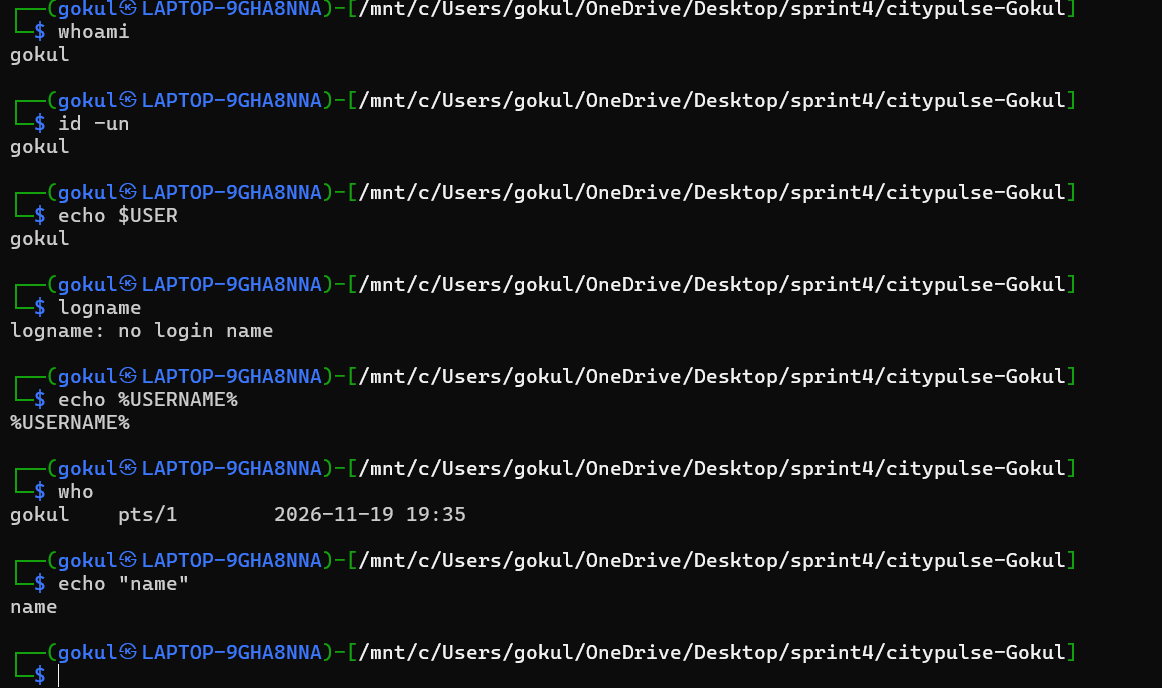 ┌──(gokul㉿LAPTOP-9GHA8NNA)-[/mnt/c/Users/gokul/OneDrive/Desktop/sprint4/citypulse-Gokul]
└─$ whoami
gokul
┌──(gokul㉿LAPTOP-9GHA8NNA)-[/mnt/c/Users/gokul/OneDrive/Desktop/sprint4/citypulse-Gokul]
└─$ id -un
gokul
┌──(gokul㉿LAPTOP-9GHA8NNA)-[/mnt/c/Users/gokul/OneDrive/Desktop/sprint4/citypulse-Gokul]
└─$ echo $USER
gokul
┌──(gokul㉿LAPTOP-9GHA8NNA)-[/mnt/c/Users/gokul/OneDrive/Desktop/sprint4/citypulse-Gokul]
└─$ logname
logname: no login name
┌──(gokul㉿LAPTOP-9GHA8NNA)-[/mnt/c/Users/gokul/OneDrive/Desktop/sprint4/citypulse-Gokul]
└─$ echo %USERNAME%
%USERNAME%
┌──(gokul㉿LAPTOP-9GHA8NNA)-[/mnt/c/Users/gokul/OneDrive/Desktop/sprint4/citypulse-Gokul]
└─$ who
gokul    pts/1        2026-11-19 19:35
┌──(gokul㉿LAPTOP-9GHA8NNA)-[/mnt/c/Users/gokul/OneDrive/Desktop/sprint4/citypulse-Gokul]
└─$ echo "name"
name
┌──(gokul㉿LAPTOP-9GHA8NNA)-[/mnt/c/Users/gokul/OneDrive/Desktop/sprint4/citypulse-Gokul]
└─$